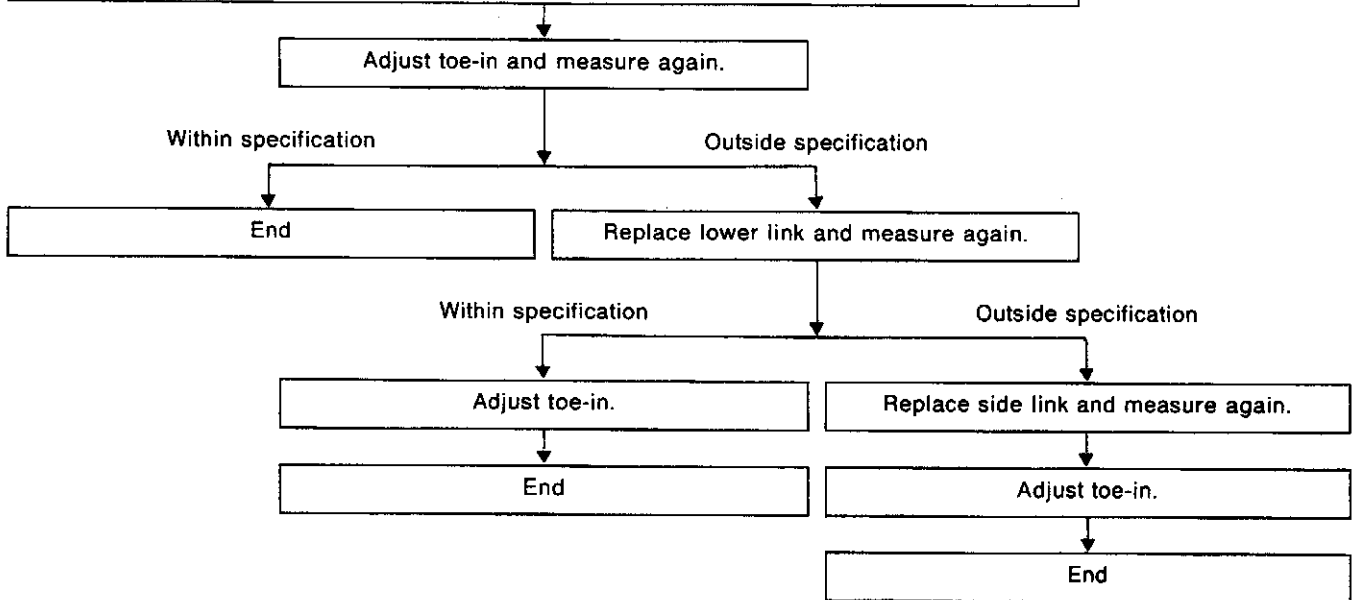 Adjust toe-in and measure again.
Within specification
Outside specification
End
Replace lower link and measure again.
Within specification
Outside specification
Adjust toe-in.
Replace side link and measure again.
End
Adjust toe-in.
End